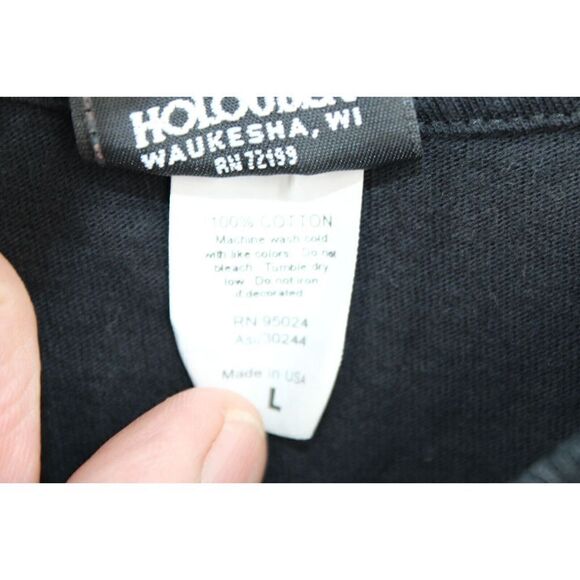 HOLOUBEK
WAUKESHA, WI
RN 72199
100% COTTON
Machine wash cold
with like colors. Do not
bleach. Tumble dry
low. Do not iron
if decorated.
RN 95024
Made in USA
L